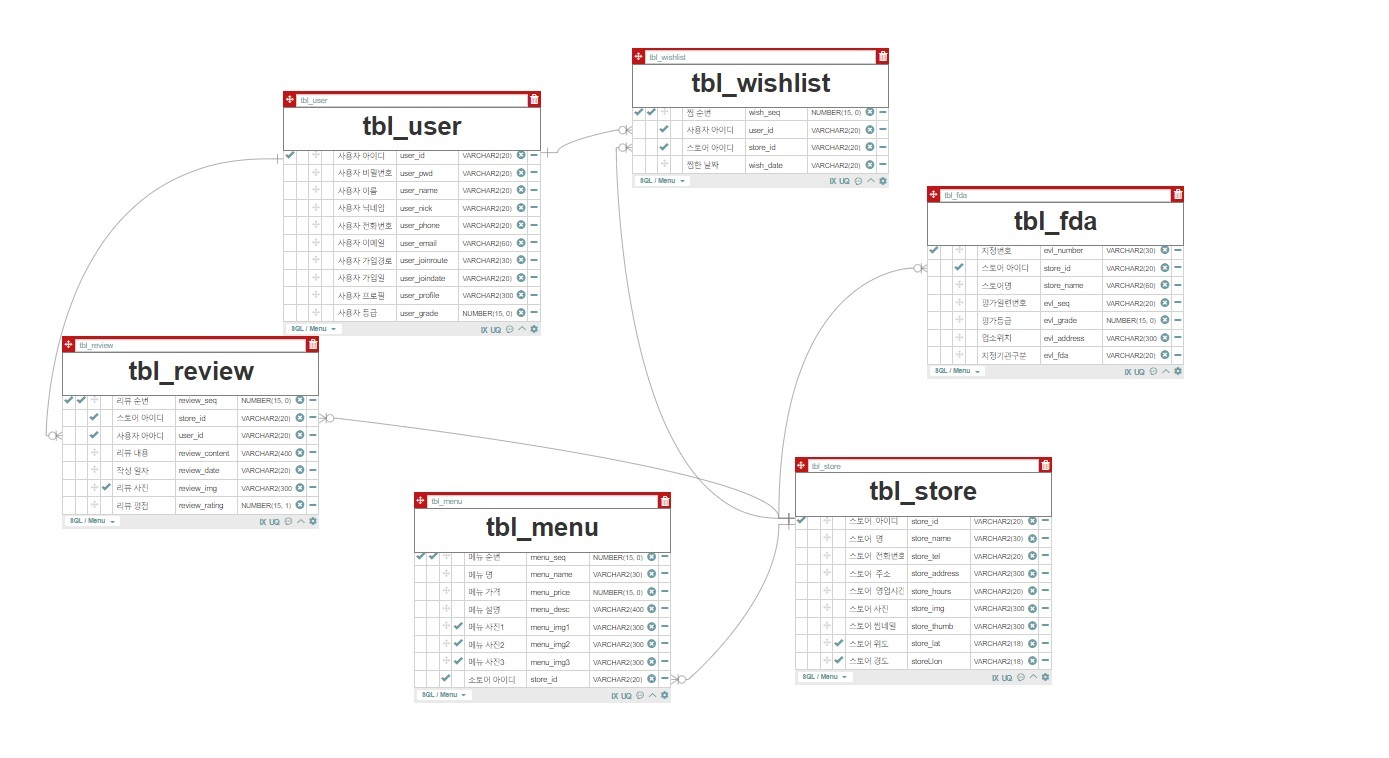 tbl_wishlist
tbl_wishlist
찜 순번 wish_seq NUMBER(15, 0)
사용자 아이디 user_id VARCHAR2(20)
스토어 아이디 store_id VARCHAR2(20)
찜한 날짜 wish_date VARCHAR2(20)
SQL / Menu IX UQ
tbl_user
tbl_user
사용자 아이디 user_id VARCHAR2(20)
사용자 비밀번호 user_pwd VARCHAR2(20)
사용자 이름 user_name VARCHAR2(20)
사용자 닉네임 user_nick VARCHAR2(20)
사용자 전화번호 user_phone VARCHAR2(20)
사용자 이메일 user_email VARCHAR2(60)
사용자 가입경로 user_joinroute VARCHAR2(30)
사용자 가입일 user_joindate VARCHAR2(20)
사용자 프로필 user_profile VARCHAR2(300
사용자 등급 user_grade NUMBER(15, 0)
SQL / Menu IX UQ
tbl_fda
tbl_fda
지정번호 evl_number VARCHAR2(30)
스토어 아이디 store_id VARCHAR2(20)
스토어명 store_name VARCHAR2(60)
평가일련번호 evl_seq VARCHAR2(20)
평가등급 evl_grade NUMBER(15, 0)
업소위치 evl_address VARCHAR2(300
지정기관구분 evl_fda VARCHAR2(20)
SQL / Menu IX UQ
tbl_review
tbl_review
리뷰 순번 review_seq NUMBER(15, 0)
스토어 아이디 store_id VARCHAR2(20)
사용자 아아디 user_id VARCHAR2(20)
리뷰 내용 review_content VARCHAR2(400
작성 일자 review_date VARCHAR2(20)
리뷰 사진 review_img VARCHAR2(300
리뷰 평점 review_rating NUMBER(15, 1)
SQL / Menu IX UQ
tbl_menu
tbl_menu
메뉴 순번 menu_seq NUMBER(15, 0)
메뉴 명 menu_name VARCHAR2(30)
메뉴 가격 menu_price NUMBER(15, 0)
메뉴 설명 menu_desc VARCHAR2(400
메뉴 사진1 menu_img1 VARCHAR2(300
메뉴 사진2 menu_img2 VARCHAR2(300
메뉴 사진3 menu_img3 VARCHAR2(300
소토어 아이디 store_id VARCHAR2(20)
SQL / Menu IX UQ
tbl_store
tbl_store
스토어 아이디 store_id VARCHAR2(20)
스토어 명 store_name VARCHAR2(30)
스토어 전화번호 store_tel VARCHAR2(20)
스토어 주소 store_address VARCHAR2(300
스토어 영업시간 store_hours VARCHAR2(20)
스토어 사진 store_img VARCHAR2(300
스토어 썸네일 store_thumb VARCHAR2(300
스토어 위도 store_lat VARCHAR2(18)
스토어 경도 storeLlon VARCHAR2(18)
SQL / Menu IX UQ